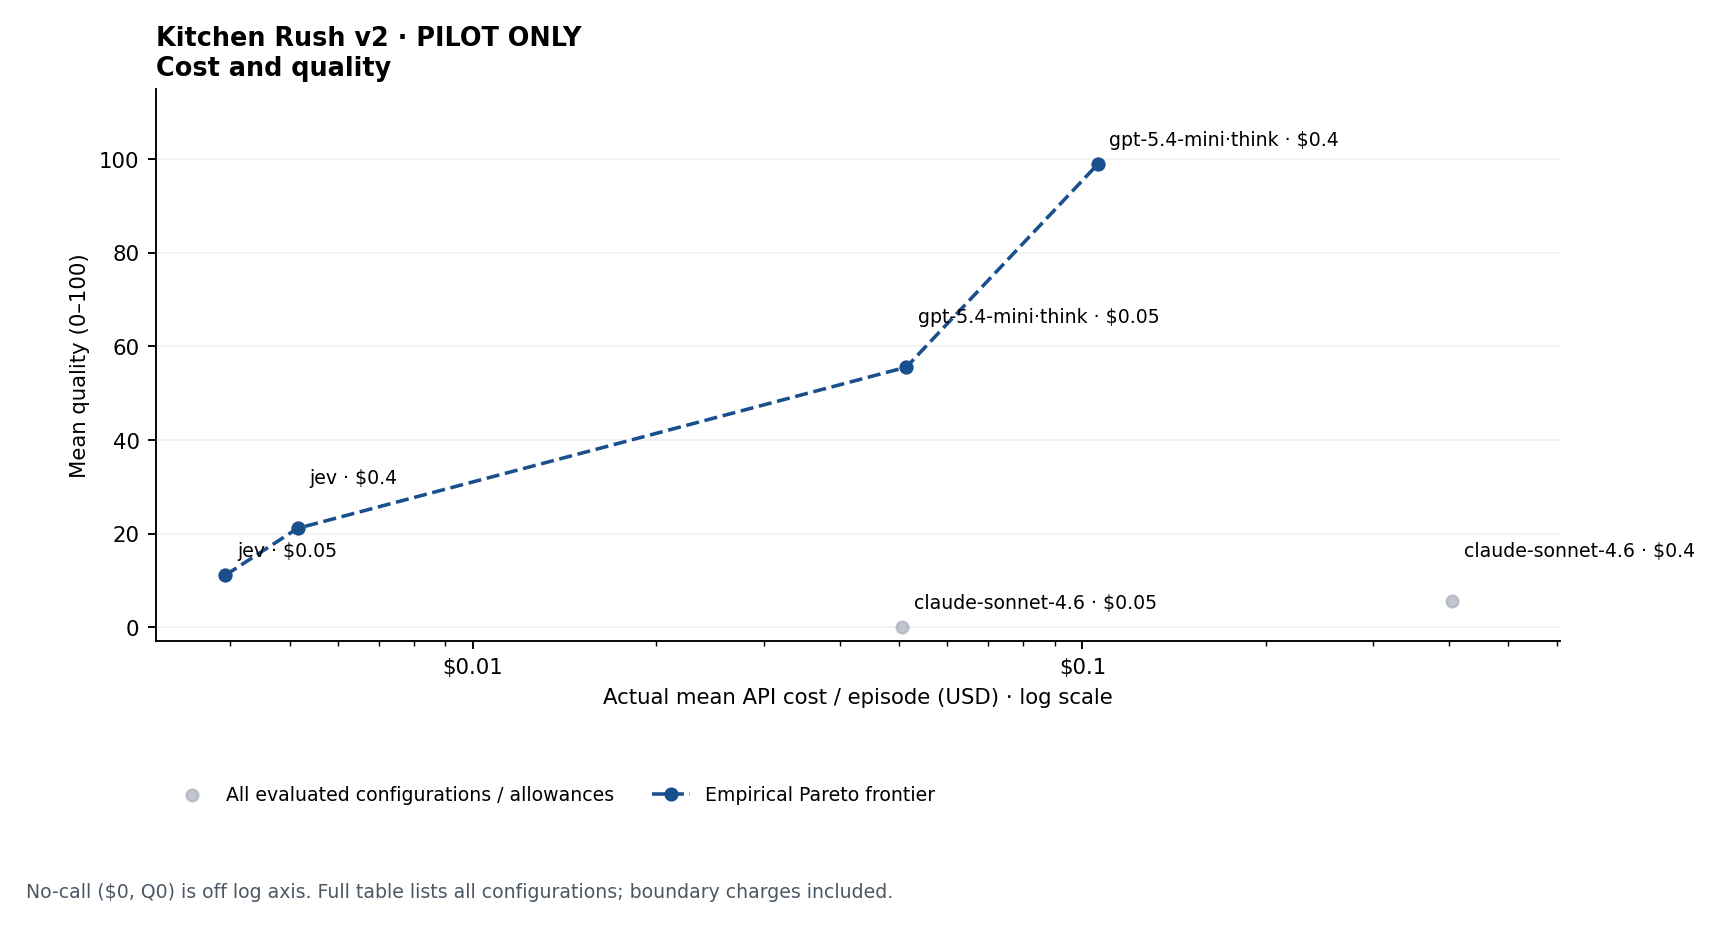 Kitchen Rush v2 · PILOT ONLY
Cost and quality
Mean quality (0–100)
100
80
60
40
20
0
gpt-5.4-mini·think · $0.4
gpt-5.4-mini·think · $0.05
jev · $0.4
jev · $0.05
claude-sonnet-4.6 · $0.4
claude-sonnet-4.6 · $0.05
$0.01
$0.1
Actual mean API cost / episode (USD) · log scale
All evaluated configurations / allowances
Empirical Pareto frontier
No-call ($0, Q0) is off log axis. Full table lists all configurations; boundary charges included.